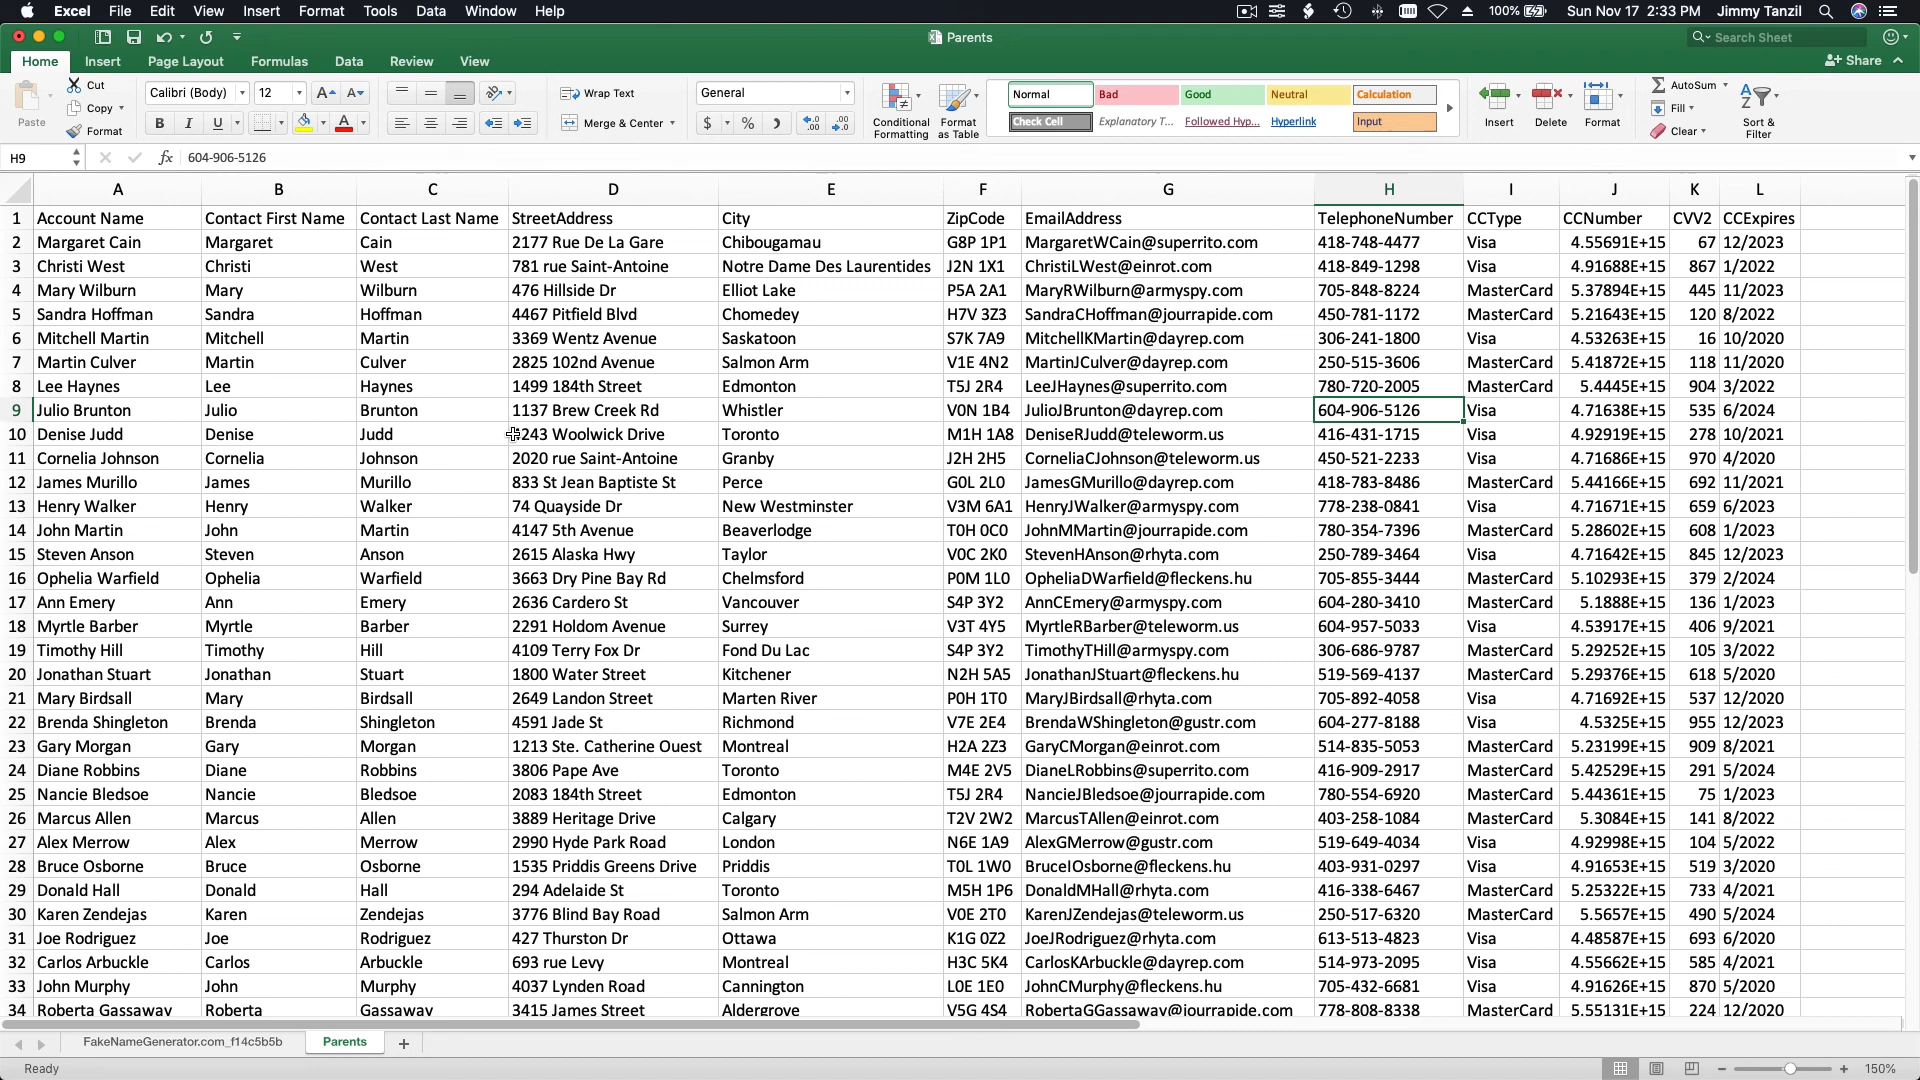 Excel File Edit View Insert Format Tools Data Window Help 100% Sun Nov 17 2:33 PM Jimmy Tanzil
Parents Search Sheet
Home Insert Page Layout Formulas Data Review View Share
Paste Cut Copy Format
Calibri (Body) 12 A A
B I U A
Wrap Text
Merge & Center
General
$ % )
Conditional Formatting
Format as Table
Normal Bad Good Neutral Calculation
Check Cell Explanatory T... Followed Hyp... Hyperlink Input
Insert Delete Format
AutoSum
Fill
Clear
Sort & Filter
H9 fx 604-906-5126
A B C D E F G H I J K L
1 Account Name Contact First Name Contact Last Name StreetAddress City ZipCode EmailAddress TelephoneNumber CCType CCNumber CVV2 CCExpires
2 Margaret Cain Margaret Cain 2177 Rue De La Gare Chibougamau G8P 1P1 MargaretWCain@superrito.com 418-748-4477 Visa 4.55691E+15 67 12/2023
3 Christi West Christi West 781 rue Saint-Antoine Notre Dame Des Laurentides J2N 1X1 ChristiLWest@einrot.com 418-849-1298 Visa 4.91688E+15 867 1/2022
4 Mary Wilburn Mary Wilburn 476 Hillside Dr Elliot Lake P5A 2A1 MaryRWilburn@armyspy.com 705-848-8224 MasterCard 5.37894E+15 445 11/2023
5 Sandra Hoffman Sandra Hoffman 4467 Pitfield Blvd Chomedey H7V 3Z3 SandraCHoffman@jourrapide.com 450-781-1172 MasterCard 5.21643E+15 120 8/2022
6 Mitchell Martin Mitchell Martin 3369 Wentz Avenue Saskatoon S7K 7A9 MitchellKMartin@dayrep.com 306-241-1800 Visa 4.53263E+15 16 10/2020
7 Martin Culver Martin Culver 2825 102nd Avenue Salmon Arm V1E 4N2 MartinJCulver@dayrep.com 250-515-3606 MasterCard 5.41872E+15 118 11/2020
8 Lee Haynes Lee Haynes 1499 184th Street Edmonton T5J 2R4 LeeJHaynes@superrito.com 780-720-2005 MasterCard 5.4445E+15 904 3/2022
9 Julio Brunton Julio Brunton 1137 Brew Creek Rd Whistler V0N 1B4 JulioJBrunton@dayrep.com 604-906-5126 Visa 4.71638E+15 535 6/2024
10 Denise Judd Denise Judd Woolwick Drive Toronto M1H 1A8 DeniseRJudd@teleworm.us 416-431-1715 Visa 4.92919E+15 278 10/2021
11 Cornelia Johnson Cornelia Johnson 2020 rue Saint-Antoine Granby J2H 2H5 CorneliaCJohnson@teleworm.us 450-521-2233 Visa 4.71686E+15 970 4/2020
12 James Murillo James Murillo 833 St Jean Baptiste St Perce G0L 2L0 JamesGMurillo@dayrep.com 418-783-8486 MasterCard 5.44166E+15 692 11/2021
13 Henry Walker Henry Walker 74 Quayside Dr New Westminster V3M 6A1 HenryJWalker@armyspy.com 778-238-0841 Visa 4.71671E+15 659 6/2023
14 John Martin John Martin 4147 5th Avenue Beaverlodge T0H 0C0 JohnMMartin@jourrapide.com 780-354-7396 MasterCard 5.28602E+15 608 1/2023
15 Steven Anson Steven Anson 2615 Alaska Hwy Taylor V0C 2K0 StevenHAnson@rhyta.com 250-789-3464 Visa 4.71642E+15 845 12/2023
16 Ophelia Warfield Ophelia Warfield 3663 Dry Pine Bay Rd Chelmsford P0M 1L0 OpheliaDWarfield@fleckens.hu 705-855-3444 MasterCard 5.10293E+15 379 2/2024
17 Ann Emery Ann Emery 2636 Cardero St Vancouver S4P 3Y2 AnnCEmery@armyspy.com 604-280-3410 MasterCard 5.1888E+15 136 1/2023
18 Myrtle Barber Myrtle Barber 2291 Holdom Avenue Surrey V3T 4Y5 MyrtleRBarber@teleworm.us 604-957-5033 Visa 4.53917E+15 406 9/2021
19 Timothy Hill Timothy Hill 4109 Terry Fox Dr Fond Du Lac S4P 3Y2 TimothyTHill@armyspy.com 306-686-9787 MasterCard 5.29252E+15 105 3/2022
20 Jonathan Stuart Jonathan Stuart 1800 Water Street Kitchener N2H 5A5 JonathanJStuart@fleckens.hu 519-569-4137 MasterCard 5.29376E+15 618 5/2020
21 Mary Birdsall Mary Birdsall 2649 Landon Street Marten River P0H 1T0 MaryJBirdsall@rhyta.com 705-892-4058 Visa 4.71692E+15 537 12/2020
22 Brenda Shingleton Brenda Shingleton 4591 Jade St Richmond V7E 2E4 BrendaWShingleton@gustr.com 604-277-8188 Visa 4.5325E+15 955 12/2023
23 Gary Morgan Gary Morgan 1213 Ste. Catherine Ouest Montreal H2A 2Z3 GaryCMorgan@einrot.com 514-835-5053 MasterCard 5.23199E+15 909 8/2021
24 Diane Robbins Diane Robbins 3806 Pape Ave Toronto M4E 2V5 DianeLRobbins@superrito.com 416-909-2917 MasterCard 5.42529E+15 291 5/2024
25 Nancie Bledsoe Nancie Bledsoe 2083 184th Street Edmonton T5J 2R4 NancieJBledsoe@jourrapide.com 780-554-6920 MasterCard 5.44361E+15 75 1/2023
26 Marcus Allen Marcus Allen 3889 Heritage Drive Calgary T2V 2W2 MarcusTAllen@einrot.com 403-258-1084 MasterCard 5.3084E+15 141 8/2022
27 Alex Merrow Alex Merrow 2990 Hyde Park Road London N6E 1A9 AlexGMerrow@gustr.com 519-649-4034 Visa 4.92998E+15 104 5/2022
28 Bruce Osborne Bruce Osborne 1535 Priddis Greens Drive Priddis T0L 1W0 BruceIOsborne@fleckens.hu 403-931-0297 Visa 4.91653E+15 519 3/2020
29 Donald Hall Donald Hall 294 Adelaide St Toronto M5H 1P6 DonaldMHall@rhyta.com 416-338-6467 MasterCard 5.25322E+15 733 4/2021
30 Karen Zendejas Karen Zendejas 3776 Blind Bay Road Salmon Arm V0E 2T0 KarenJZendejas@teleworm.us 250-517-6320 MasterCard 5.5657E+15 490 5/2024
31 Joe Rodriguez Joe Rodriguez 427 Thurston Dr Ottawa K1G 0Z2 JoeJRodriguez@rhyta.com 613-513-4823 Visa 4.48587E+15 693 6/2020
32 Carlos Arbuckle Carlos Arbuckle 693 rue Levy Montreal H3C 5K4 CarlosKArbuckle@dayrep.com 514-973-2095 Visa 4.55662E+15 585 4/2021
33 John Murphy John Murphy 4037 Lynden Road Cannington L0E 1E0 JohnCMurphy@fleckens.hu 705-432-6681 Visa 4.91626E+15 870 5/2020
34 Roberta Gassaway Roberta Gassaway 3415 James Street Aldergrove V5G 4S4 RobertaGGassaway@jourrapide.com 778-808-8338 MasterCard 5.55131E+15 224 12/2020
FakeNameGenerator.com_f14c5b5b Parents +
Ready 150%